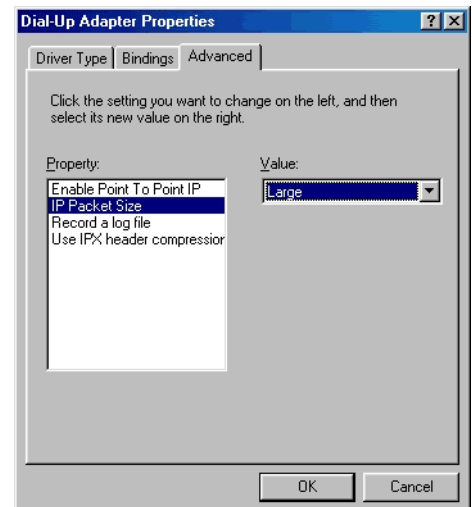 Dial-Up Adapter Properties
Driver Type Bindings Advanced
Click the setting you want to change on the left, and then
select its new value on the right.
Property:
Value:
Enable Point To Point IP
IP Packet Size
Record a log file
Use IPX header compression
Large
OK
Cancel